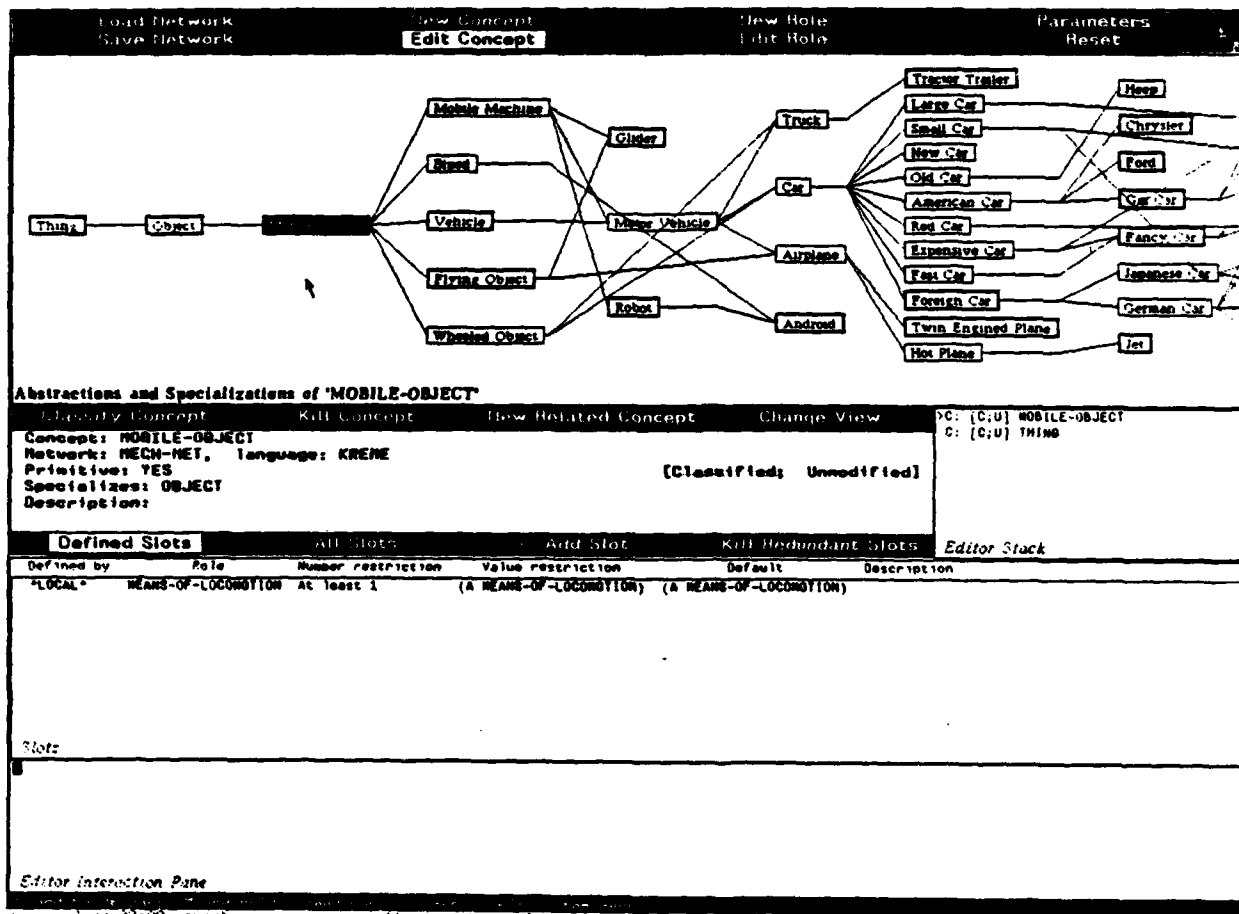 Load Network New Concept New Role Parameters
Save Network Edit Concept Edit Role Reset
Tractor Trailer
Heep
Mobile Machine
Large Car
Truck
Small Car
Chrysler
Glider
New Car
Breed
Old Car
Ford
Car
American Car
Car
Thing Object
Vehicle
Motor Vehicle
Red Car
Fancy Car
Expensive Car
Airplane
Flying Object
Fast Car
Japanese Car
Foreign Car
Robot
German Car
Wheeled Object
Android
Twin Engined Plane
Hot Plane
Jet
Abstractions and Specializations of 'MOBILE-OBJECT'
Classify Concept Kill Concept New Related Concept Change View
>C: [C;U] MOBILE-OBJECT
C: [C;U] THING
Concept: MOBILE-OBJECT
Network: MECH-NET, language: KREME
Primitive: YES [Classified; Unmodified]
Specializes: OBJECT
Description:
Defined Slots All Slots Add Slot Kill Redundant Slots
Editor Stack
Defined by Role Number restriction Value restriction Default Description
*LOCAL* MEANS-OF-LOCOMOTION At least 1 (A MEANS-OF-LOCOMOTION) (A MEANS-OF-LOCOMOTION)
Slots
Editor Interaction Pane